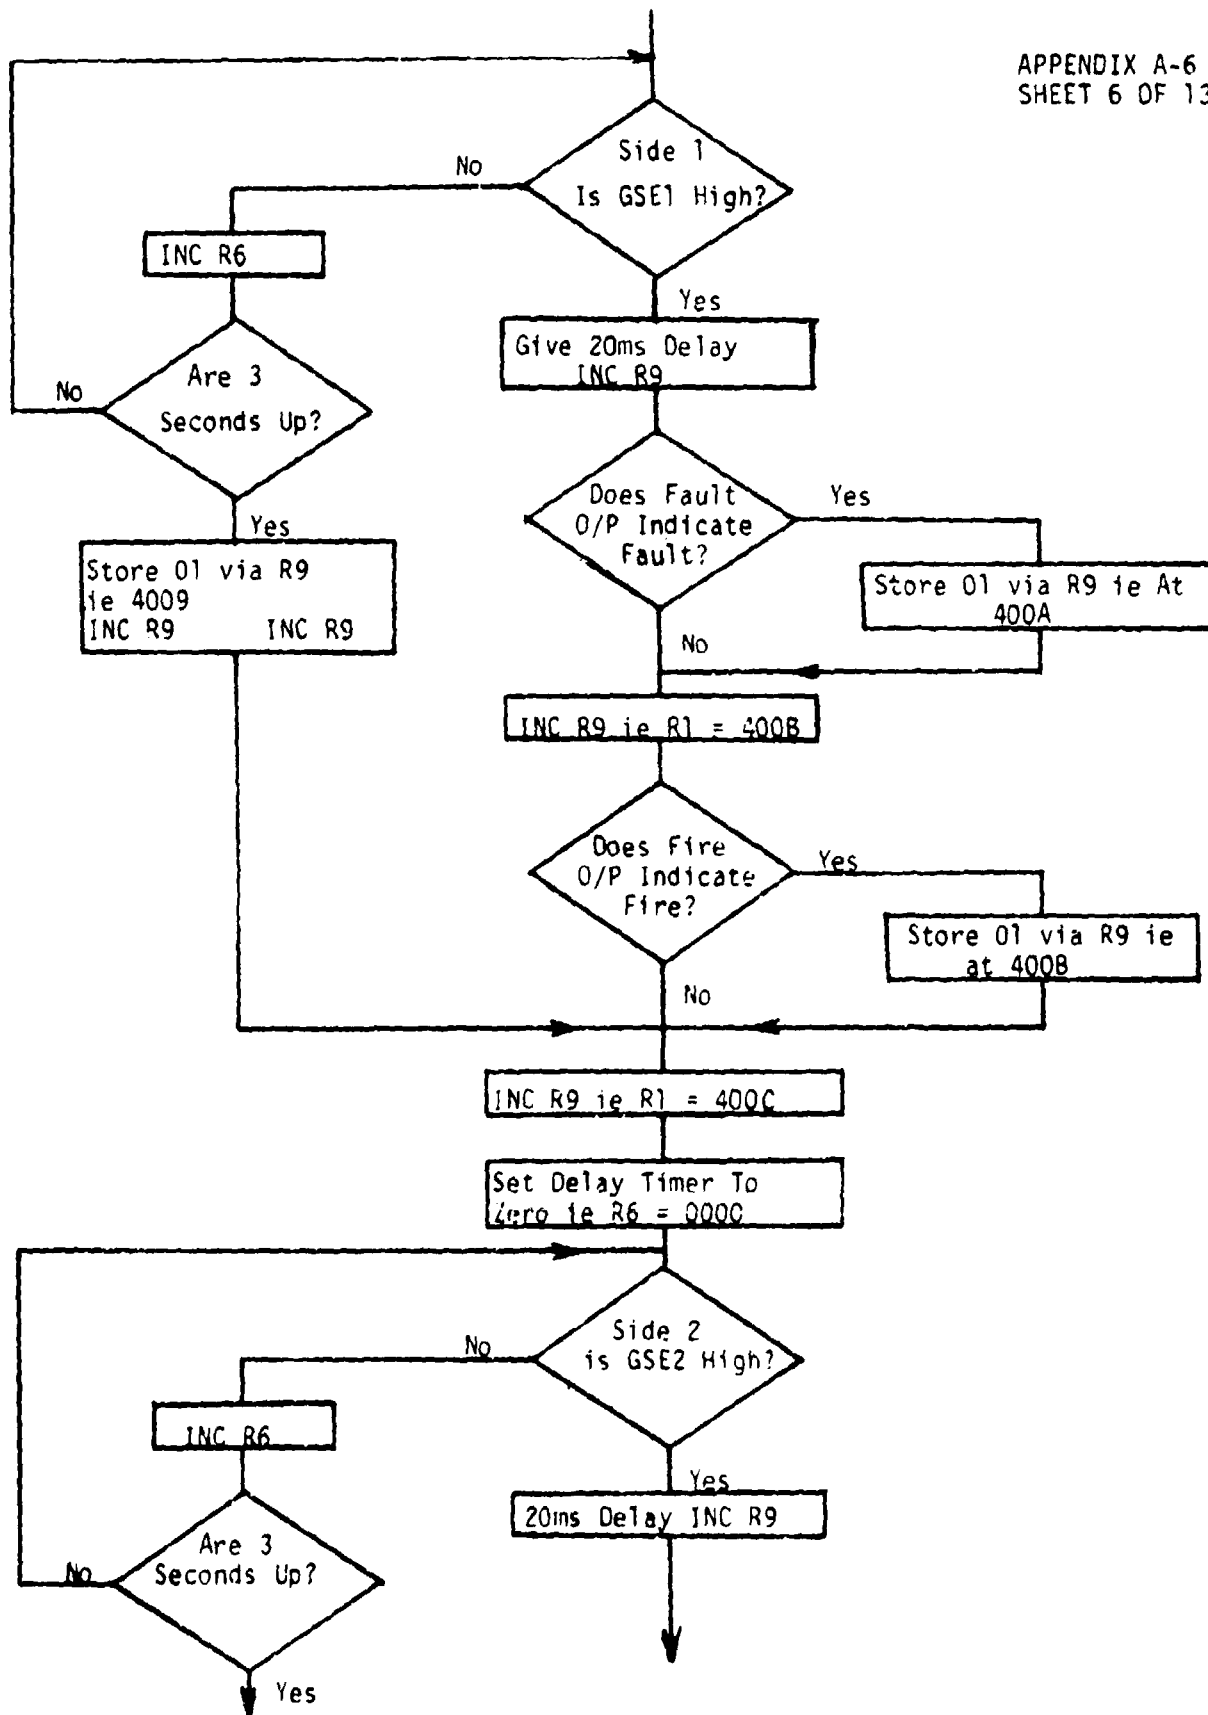 APPENDIX A-6
SHEET 6 OF 13
Side 1
Is GSE1 High?
No
Yes
INC R6
Give 20ms Delay
INC R9
Are 3
Seconds Up?
No
Yes
Does Fault
O/P Indicate
Fault?
Yes
No
Store 01 via R9
ie 4009
INC R9 INC R9
Store 01 via R9 ie At
400A
INC R9 ie R1 = 400B
Does Fire
O/P Indicate
Fire?
Yes
No
Store 01 via R9 ie
at 400B
INC R9 ie R1 = 400C
Set Delay Timer To
Zero ie R6 = 0000
Side 2
is GSE2 High?
No
Yes
INC R6
20ms Delay INC R9
Are 3
Seconds Up?
No
Yes